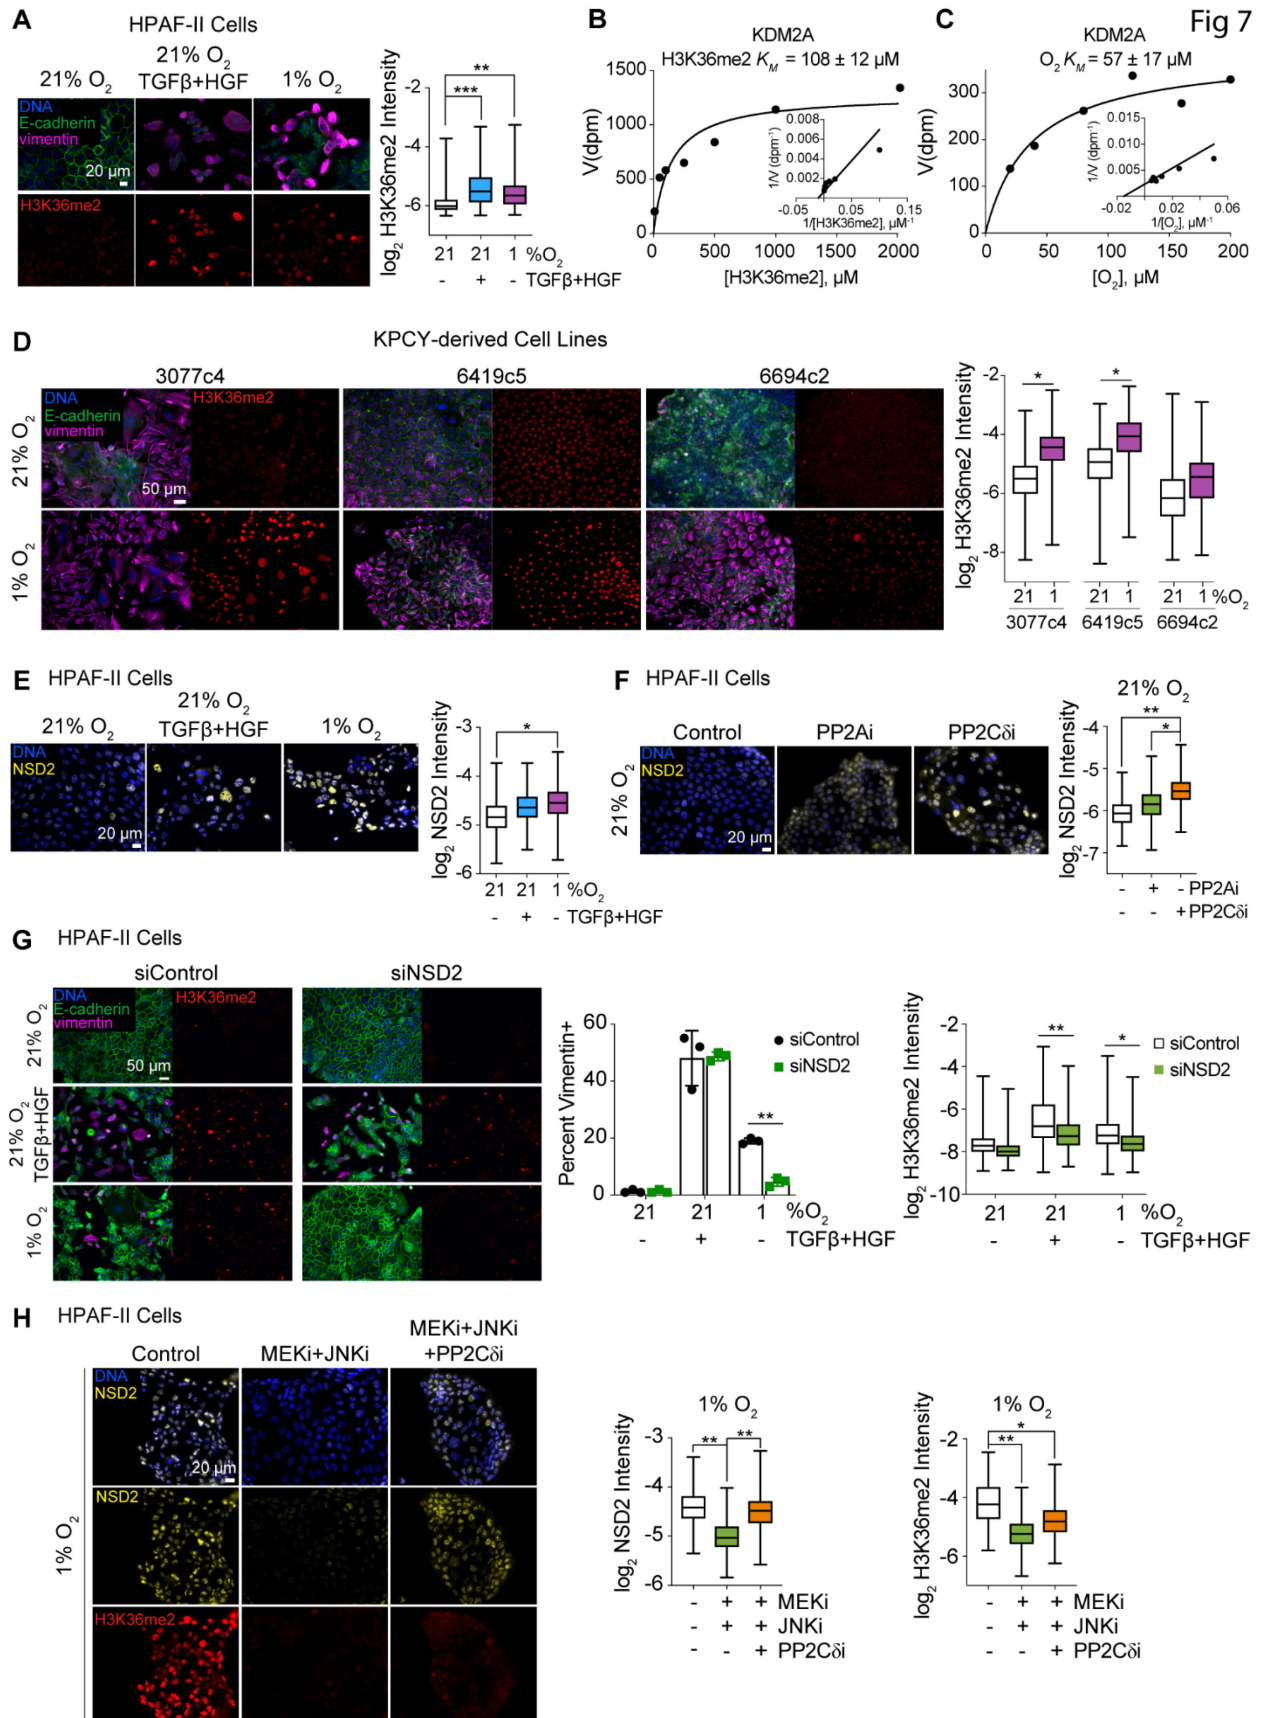 Fig 7
A
HPAF-II Cells
21% O₂
21% O₂
TGFβ+HGF
1% O₂
DNA
E-cadherin
vimentin
20 µm
H3K36me2
log₂ H3K36me2 Intensity
-2
-4
-6
***
**
21 21 1 %O₂
- + - TGFβ+HGF
B
KDM2A
H3K36me2 K_M = 108 ± 12 µM
V(dpm)
1500
1000
500
0
0 500 1000 1500 2000
[H3K36me2], µM
1/V (dpm⁻¹)
0.008
0.006
0.004
0.002
-0.05 0.05 0.15
1/[H3K36me2], µM⁻¹
C
KDM2A
O₂ K_M = 57 ± 17 µM
V(dpm)
300
200
100
0
0 50 100 150 200
[O₂], µM
1/V (dpm⁻¹)
0.015
0.010
0.005
-0.02 0.02 0.06
1/[O₂], µM⁻¹
D
KPCY-derived Cell Lines
3077c4 6419c5 6694c2
21% O₂
1% O₂
DNA
E-cadherin
vimentin
H3K36me2
50 µm
log₂ H3K36me2 Intensity
-2
-4
-6
-8
* *
21 1 21 1 21 1 %O₂
3077c4 6419c5 6694c2
E
HPAF-II Cells
21% O₂
21% O₂
TGFβ+HGF
1% O₂
DNA
NSD2
20 µm
log₂ NSD2 Intensity
-3
-4
-5
-6
*
21 21 1 %O₂
- + - TGFβ+HGF
F
HPAF-II Cells
Control PP2Ai PP2Cδi
21% O₂
DNA
NSD2
20 µm
21% O₂
log₂ NSD2 Intensity
-4
-5
-6
-7
**
*
- + - PP2Ai
- - + PP2Cδi
G
HPAF-II Cells
siControl siNSD2
21% O₂
21% O₂
TGFβ+HGF
1% O₂
DNA
E-cadherin
vimentin
H3K36me2
50 µm
Percent Vimentin+
60
40
20
0
siControl
siNSD2
**
21 21 1 %O₂
- + - TGFβ+HGF
log₂ H3K36me2 Intensity
-2
-4
-6
-8
-10
** *
siControl
siNSD2
21 21 1 %O₂
- + - TGFβ+HGF
H
HPAF-II Cells
Control
MEKi+JNKi
MEKi+JNKi
+PP2Cδi
1% O₂
DNA
NSD2
20 µm
NSD2
H3K36me2
1% O₂
log₂ NSD2 Intensity
-3
-4
-5
-6
** **
- + + MEKi
- + + JNKi
- - + PP2Cδi
1% O₂
log₂ H3K36me2 Intensity
-2
-4
-6
*
**
- + + MEKi
- + + JNKi
- - + PP2Cδi